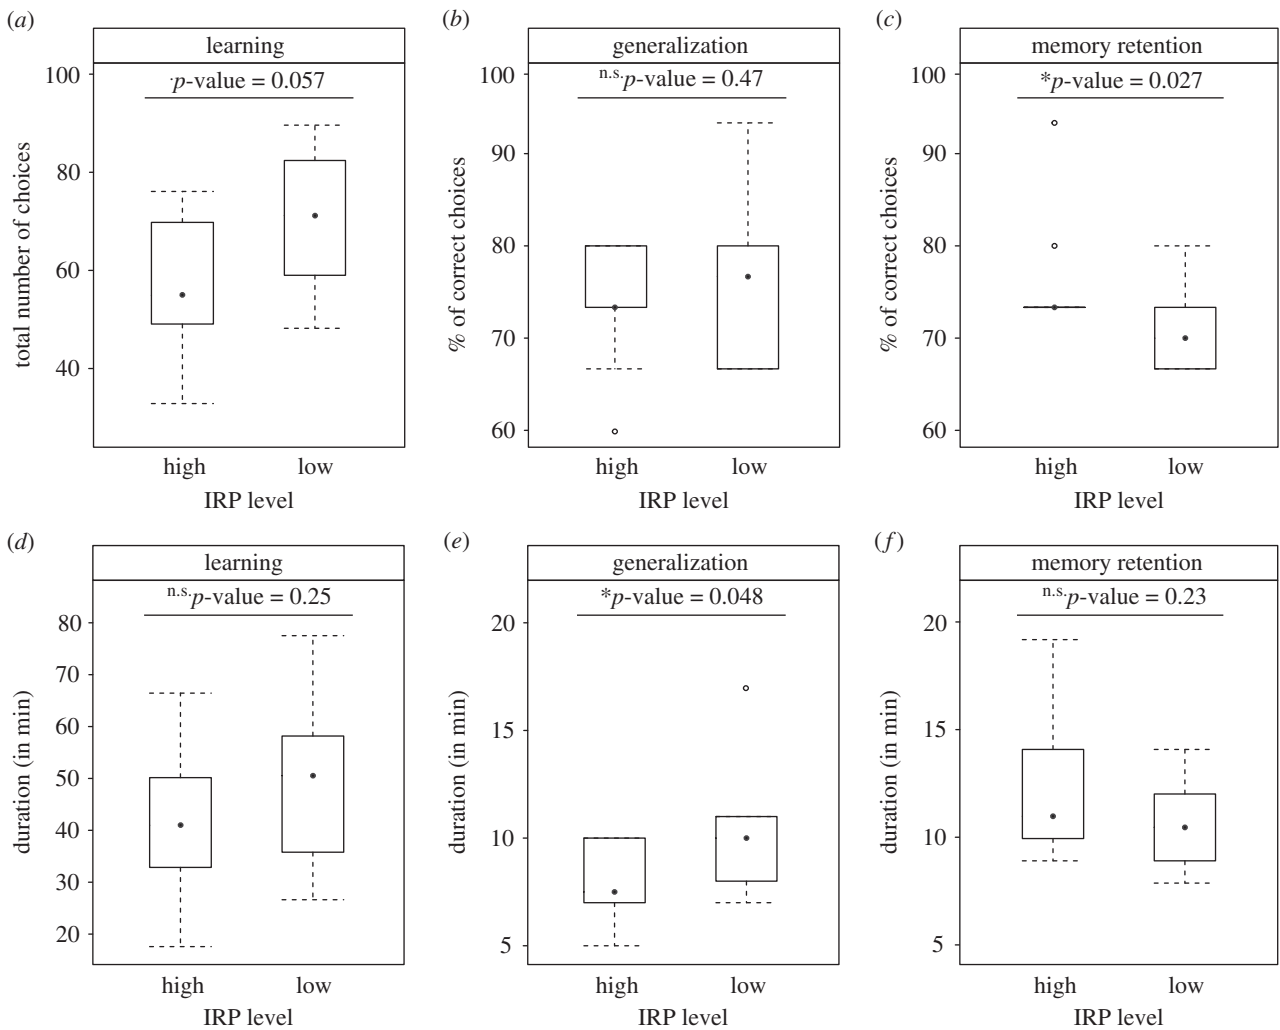 (a)
learning
·p-value = 0.057
100
80
60
40
total number of choices
high low
IRP level
(b)
generalization
n.s.p-value = 0.47
100
90
80
70
60
% of correct choices
high low
IRP level
(c)
memory retention
*p-value = 0.027
100
90
80
70
60
% of correct choices
high low
IRP level
(d)
learning
n.s.p-value = 0.25
80
70
60
50
40
30
20
duration (in min)
high low
IRP level
(e)
generalization
*p-value = 0.048
20
15
10
5
duration (in min)
high low
IRP level
(f)
memory retention
n.s.p-value = 0.23
20
15
10
5
duration (in min)
high low
IRP level